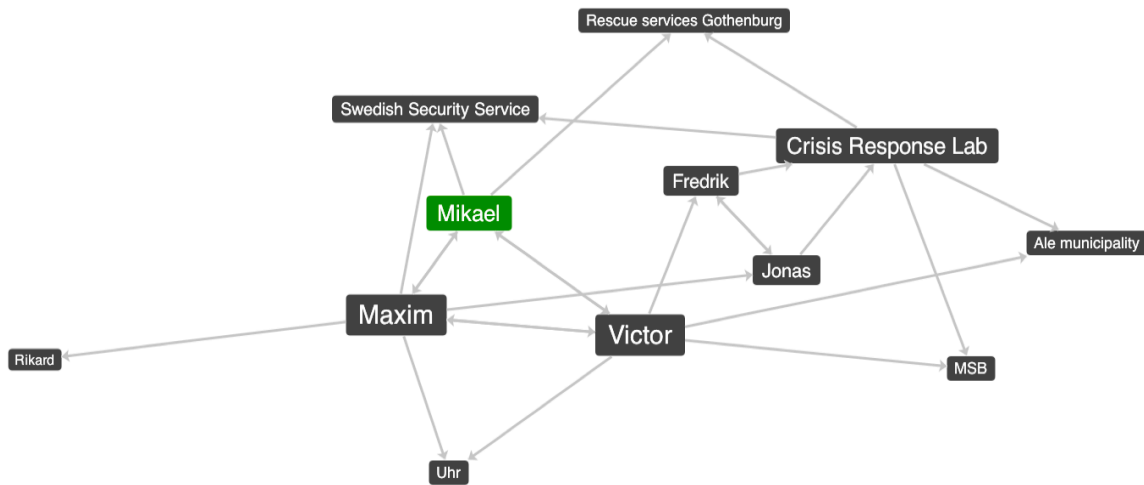 Rescue services Gothenburg
Swedish Security Service
Crisis Response Lab
Fredrik
Mikael
Ale municipality
Jonas
Maxim
Victor
Rikard
MSB
Uhr